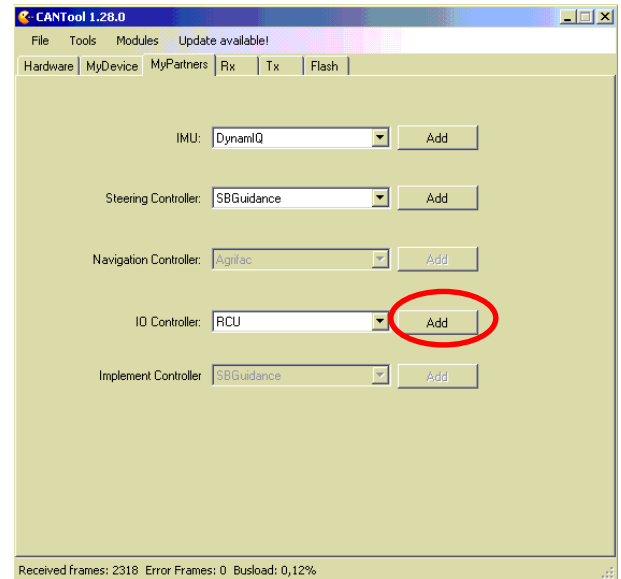 CANTool 1.28.0
File Tools Modules Update available!
Hardware MyDevice MyPartners Rx Tx Flash
IMU: DynamIQ Add
Steering Controller: SBGuidance Add
Navigation Controller: Agrifac Add
IO Controller: RCU Add
Implement Controller SBGuidance Add
Received frames: 2318 Error Frames: 0 Busload: 0,12%